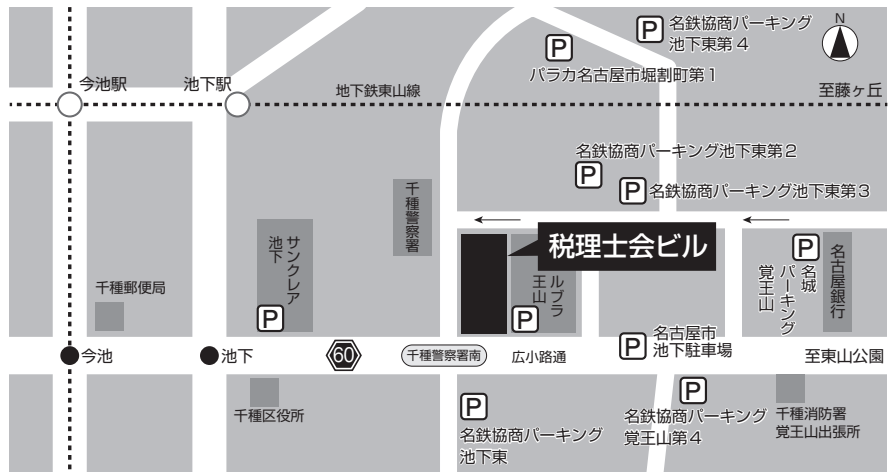 N
名鉄協商パーキング
池下東第4
P
P
パラカ名古屋市堀割町第1
今池駅
池下駅
地下鉄東山線
至藤ヶ丘
名鉄協商パーキング池下東第2
P
P
名鉄協商パーキング池下東第3
千種警察署
サンクレア
池下
P
税理士会ビル
ルブラ
王山
P
P
名城
パーキング
覚王山
名古屋銀行
千種郵便局
今池
池下
60
千種警察署南
広小路通
P
名古屋市
池下駐車場
至東山公園
千種区役所
P
名鉄協商パーキング
池下東
P
名鉄協商パーキング
覚王山第4
千種消防署
覚王山出張所